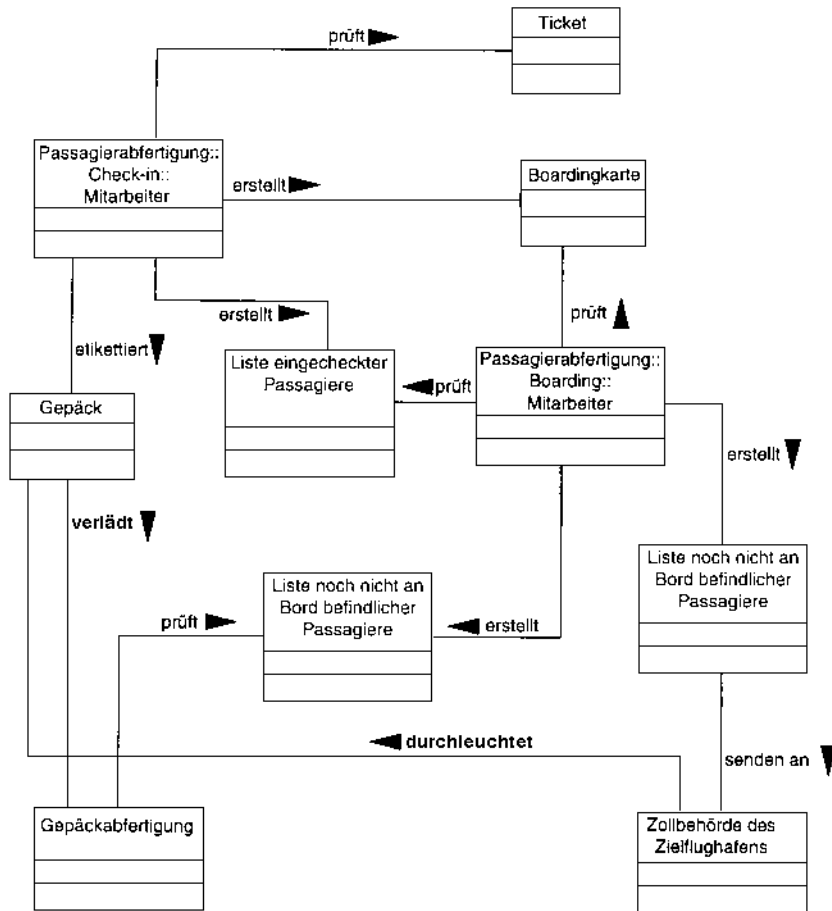 Ticket
prüft
Passagierabfertigung::
Check-in::
Mitarbeiter
erstellt
Boardingkarte
erstellt
prüft
etikettiert
Liste eingecheckter
Passagiere
prüft
Passagierabfertigung::
Boarding::
Mitarbeiter
Gepäck
erstellt
verlädt
Liste noch nicht an
Bord befindlicher
Passagiere
Liste noch nicht an
Bord befindlicher
Passagiere
prüft
erstellt
durchleuchtet
senden an
Gepäckabfertigung
Zollbehörde des
Zielflughafens